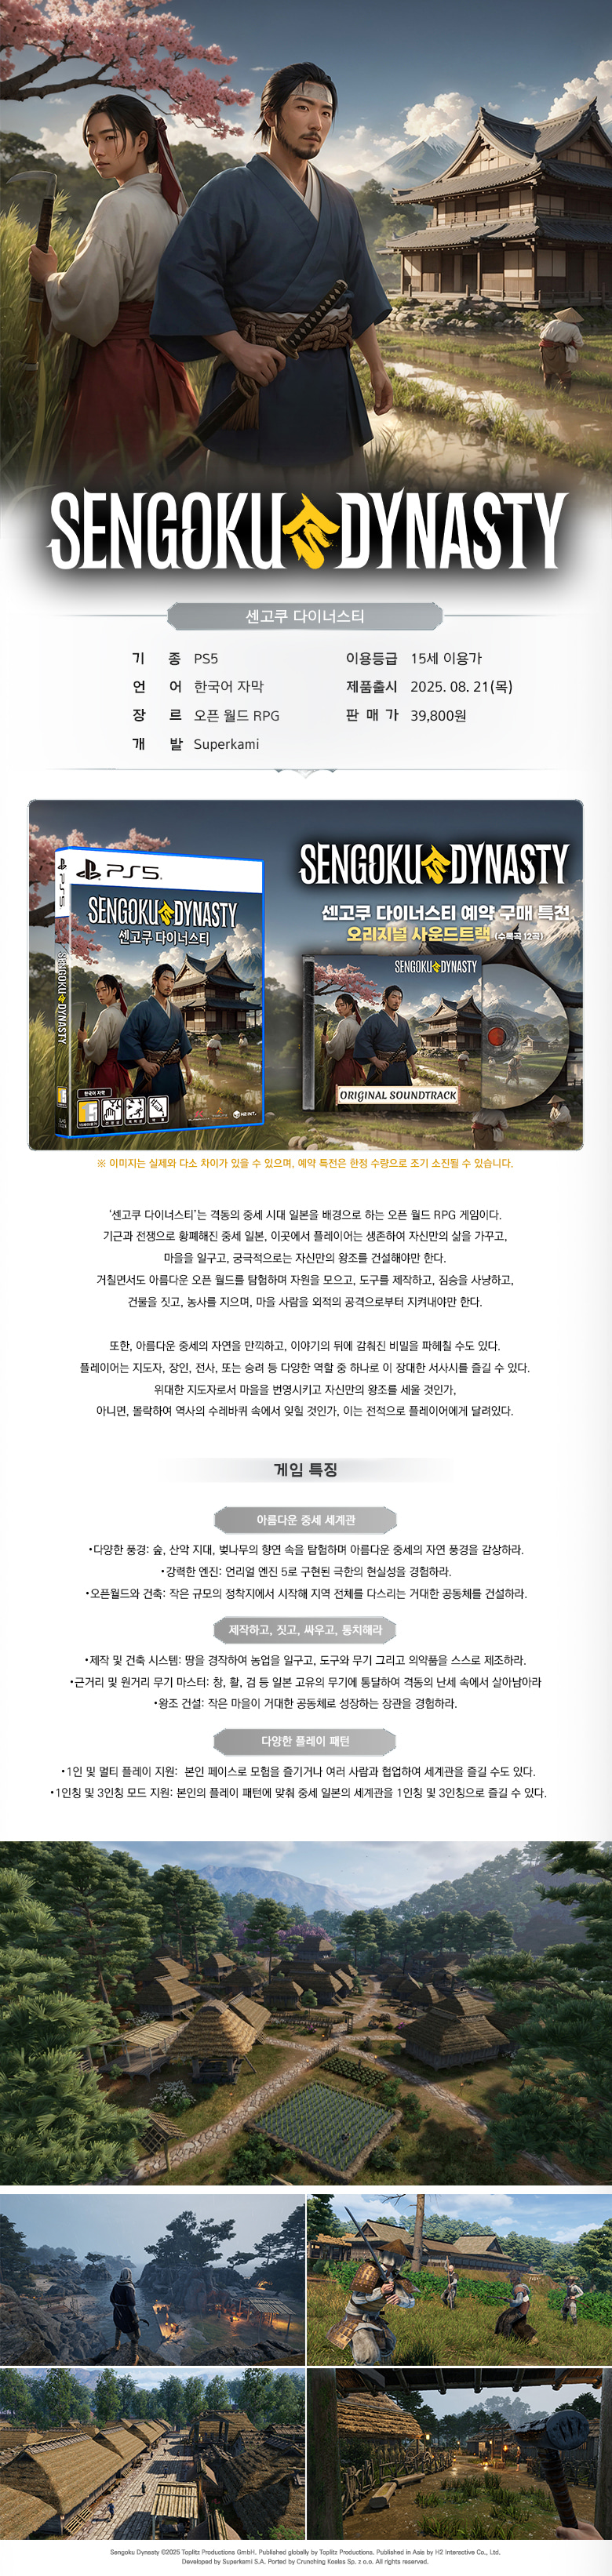 SENGOKU DYNASTY
센고쿠 다이너스티
기 종 PS5
이용등급 15세 이용가
언 어 한국어 자막
제품출시 2025. 08. 21(목)
장 르 오픈 월드 RPG
판 매 가 39,800원
개 발 Superkami
PS5
PS5
SENGOKU DYNASTY
센고쿠 다이너스티
SENGOKU DYNASTY
한국어 자막
SENGOKU DYNASTY
센고쿠 다이너스티 예약 구매 특전
오리지널 사운드트랙 (수록곡 12곡)
SENGOKU DYNASTY
ORIGINAL SOUNDTRACK
※ 이미지는 실제와 다소 차이가 있을 수 있으며, 예약 특전은 한정 수량으로 조기 소진될 수 있습니다.
‘센고쿠 다이너스티’는 격동의 중세 시대 일본을 배경으로 하는 오픈 월드 RPG 게임이다.
기근과 전쟁으로 황폐해진 중세 일본, 이곳에서 플레이어는 생존하여 자신만의 삶을 가꾸고,
마을을 일구고, 궁극적으로는 자신만의 왕조를 건설해야만 한다.
거칠면서도 아름다운 오픈 월드를 탐험하며 자원을 모으고, 도구를 제작하고, 짐승을 사냥하고,
건물을 짓고, 농사를 지으며, 마을 사람을 외적의 공격으로부터 지켜내야만 한다.
또한, 아름다운 중세의 자연을 만끽하고, 이야기의 뒤에 감춰진 비밀을 파헤칠 수도 있다.
플레이어는 지도자, 장인, 전사, 또는 승려 등 다양한 역할 중 하나로 이 장대한 서사시를 즐길 수 있다.
위대한 지도자로서 마을을 번영시키고 자신만의 왕조를 세울 것인가,
아니면, 몰락하여 역사의 수레바퀴 속에서 잊힐 것인가, 이는 전적으로 플레이어에게 달려있다.
게임 특징
아름다운 중세 세계관
•다양한 풍경: 숲, 산악 지대, 벚나무의 향연 속을 탐험하며 아름다운 중세의 자연 풍경을 감상하라.
•강력한 엔진: 언리얼 엔진 5로 구현된 극한의 현실성을 경험하라.
•오픈월드와 건축: 작은 규모의 정착지에서 시작해 지역 전체를 다스리는 거대한 공동체를 건설하라.
제작하고, 짓고, 싸우고, 통치해라
•제작 및 건축 시스템: 땅을 경작하여 농업을 일구고, 도구와 무기 그리고 의약품을 스스로 제조하라.
•근거리 및 원거리 무기 마스터: 창, 활, 검 등 일본 고유의 무기에 통달하여 격동의 난세 속에서 살아남아라
•왕조 건설: 작은 마을이 거대한 공동체로 성장하는 장관을 경험하라.
다양한 플레이 패턴
•1인 및 멀티 플레이 지원: 본인 페이스로 모험을 즐기거나 여러 사람과 협업하여 세계관을 즐길 수도 있다.
•1인칭 및 3인칭 모드 지원: 본인의 플레이 패턴에 맞춰 중세 일본의 세계관을 1인칭 및 3인칭으로 즐길 수 있다.
Sengoku Dynasty ©2025 Toplitz Productions GmbH. Published globally by Toplitz Productions. Published in Asia by H2 Interactive Co., Ltd.
Developed by Superkami S.A. Ported by Crunching Koalas Sp. z o.o. All rights reserved.